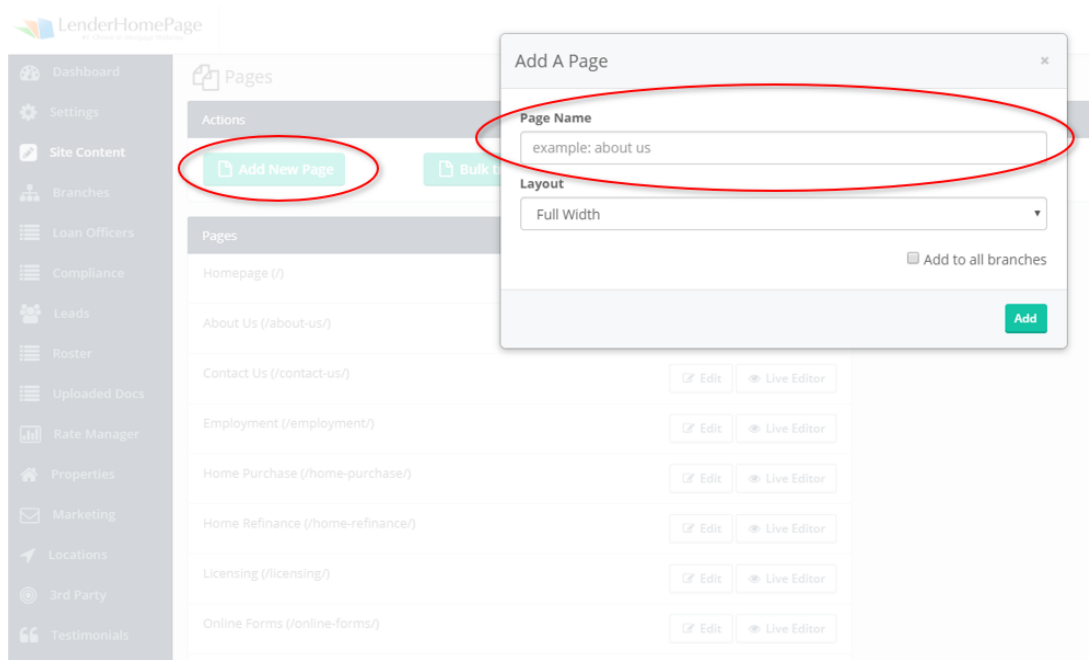 LenderHomePage
Add A Page
×
Dashboard
Pages
Settings
Actions
Page Name
example: about us
Site Content
Add New Page
Bulk
Branches
Layout
Full Width
Loan Officers
Pages
Add to all branches
Compliance
Homepage (/)
Leads
Add
About Us (/about-us/)
Roster
Contact Us (/contact-us/)
Edit Live Editor
Uploaded Docs
Employment (/employment/)
Edit Live Editor
Rate Manager
Properties
Home Purchase (/home-purchase/)
Edit Live Editor
Marketing
Home Refinance (/home-refinance/)
Edit Live Editor
Locations
Licensing (/licensing/)
Edit Live Editor
3rd Party
Online Forms (/online-forms/)
Edit Live Editor
Testimonials